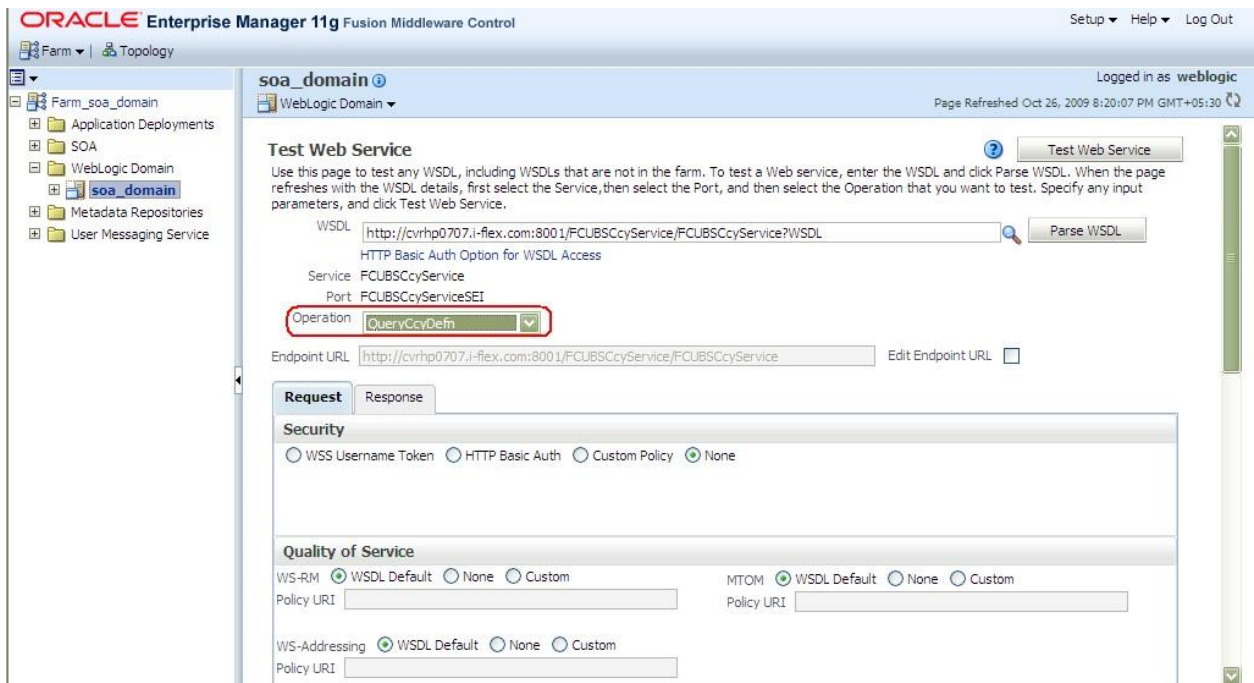 ORACLE Enterprise Manager 11g Fusion Middleware Control
Setup Help Log Out
Farm | Topology
Farm_soa_domain
Application Deployments
SOA
WebLogic Domain
soa_domain
Metadata Repositories
User Messaging Service
soa_domain
Logged in as weblogic
WebLogic Domain
Page Refreshed Oct 26, 2009 8:20:07 PM GMT+05:30
Test Web Service
Test Web Service
Use this page to test any WSDL, including WSDLs that are not in the farm. To test a Web service, enter the WSDL and click Parse WSDL. When the page
refreshes with the WSDL details, first select the Service,then select the Port, and then select the Operation that you want to test. Specify any input
parameters, and click Test Web Service.
WSDL http://cvrhp0707.i-flex.com:8001/FCUBSCcyService/FCUBSCcyService?WSDL Parse WSDL
HTTP Basic Auth Option for WSDL Access
Service FCUBSCcyService
Port FCUBSCcyServiceSEI
Operation QueryCcyDefn
Endpoint URL http://cvrhp0707.i-flex.com:8001/FCUBSCcyService/FCUBSCcyService Edit Endpoint URL
Request Response
Security
WSS Username Token HTTP Basic Auth Custom Policy None
Quality of Service
WS-RM WSDL Default None Custom
MTOM WSDL Default None Custom
Policy URI
Policy URI
WS-Addressing WSDL Default None Custom
Policy URI